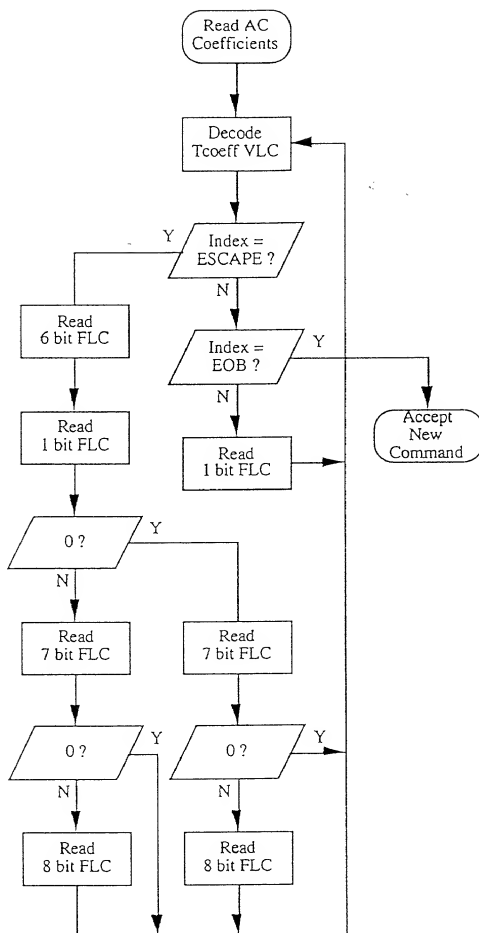 Read AC
Coefficients
Decode
Tcoeff VLC
Index =
ESCAPE ?
Y
N
Read
6 bit FLC
Index =
EOB ?
Y
N
Read
1 bit FLC
Read
1 bit FLC
Accept
New
Command
0 ?
Y
N
Read
7 bit FLC
Read
7 bit FLC
0 ?
Y
N
0 ?
Y
N
Read
8 bit FLC
Read
8 bit FLC